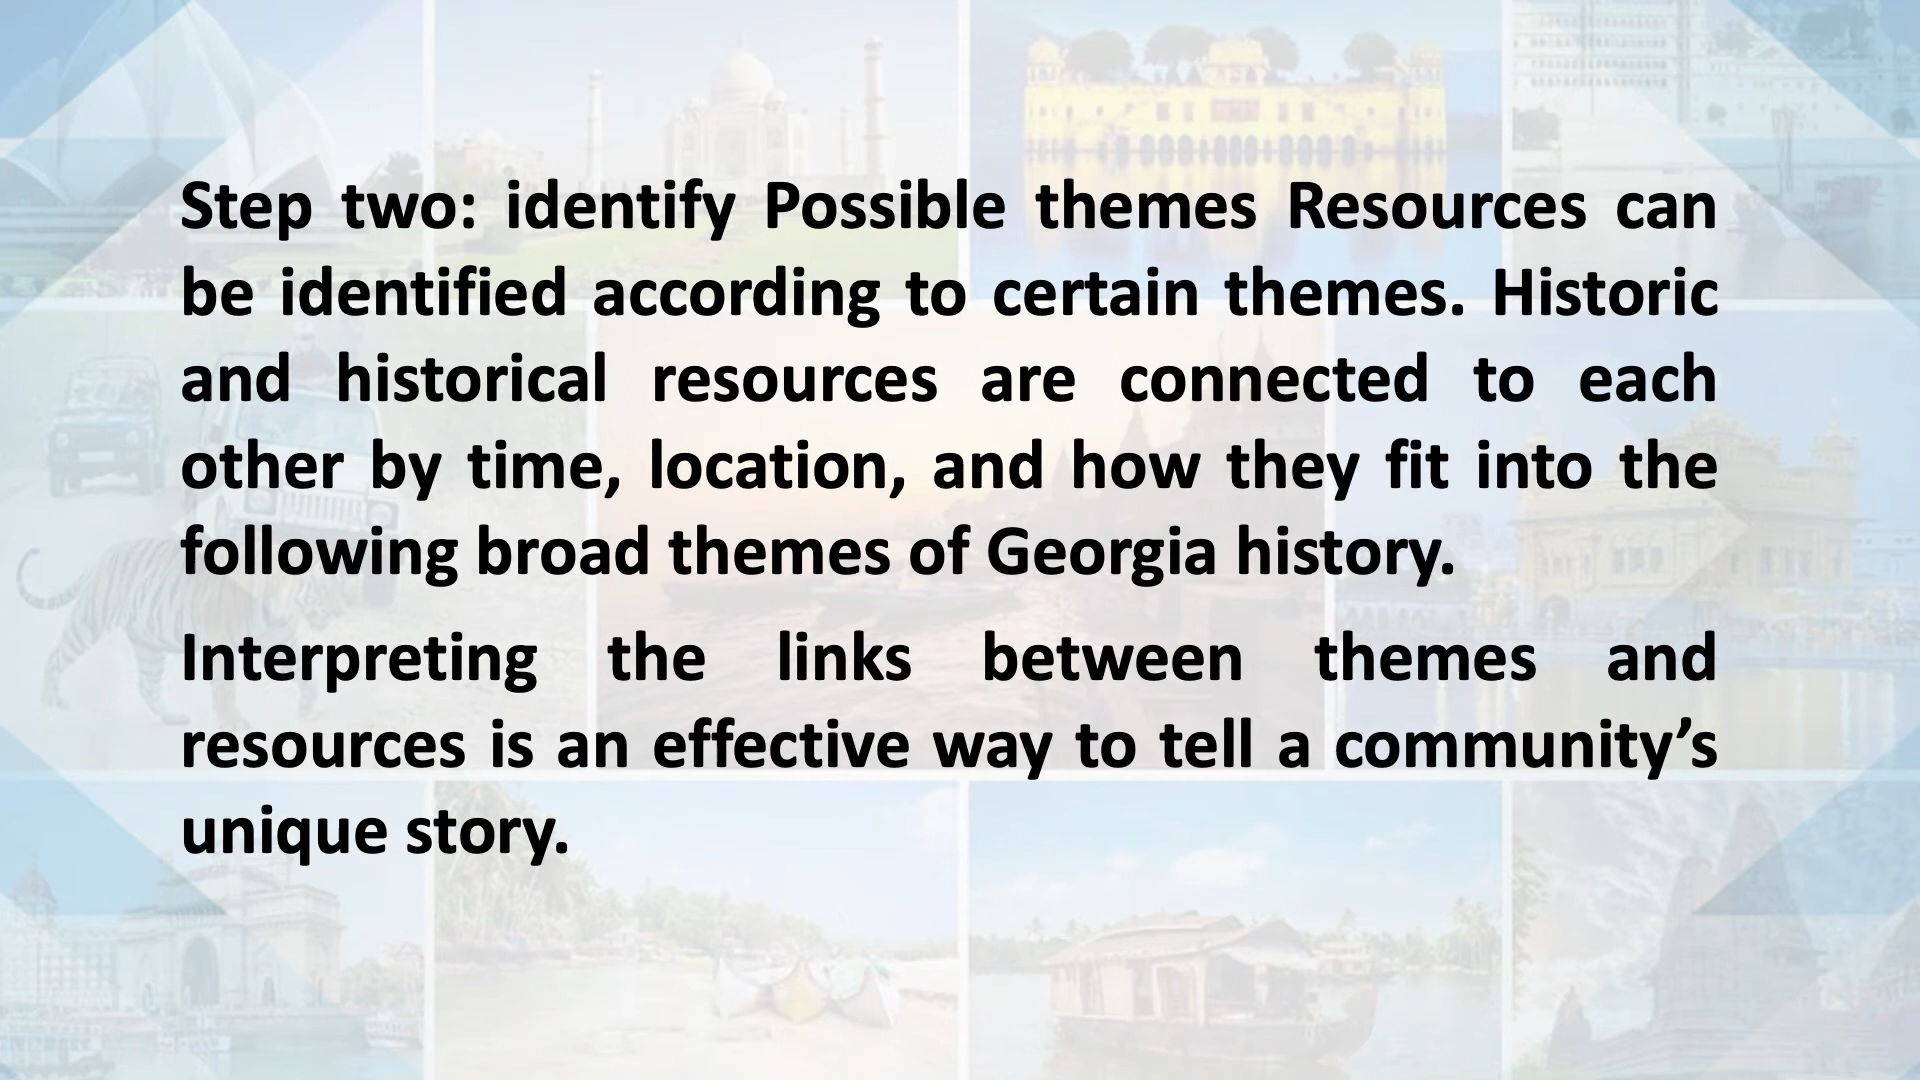 Step two: identify Possible themes Resources can
be identified according to certain themes. Historic
and historical resources are connected to each
other by time, location, and how they fit into the
following broad themes of Georgia history.
Interpreting the links between themes and
resources is an effective way to tell a community’s
unique story.